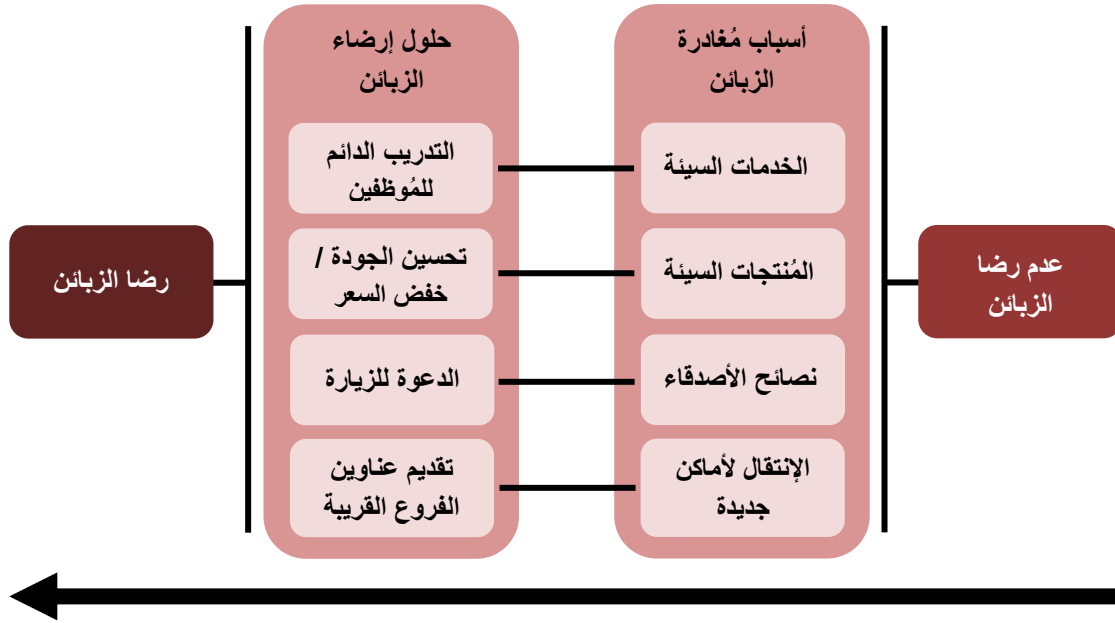 عدم رضا
الزبائن
أسباب مُغادرة
الزبائن
الخدمات السيئة
المُنتجات السيئة
نصائح الأصدقاء
الإنتقال لأماكن
جديدة
حلول إرضاء
الزبائن
التدريب الدائم
للمُوظفين
تحسين الجودة /
خفض السعر
الدعوة للزيارة
تقديم عناوين
الفروع القريبة
رضا الزبائن